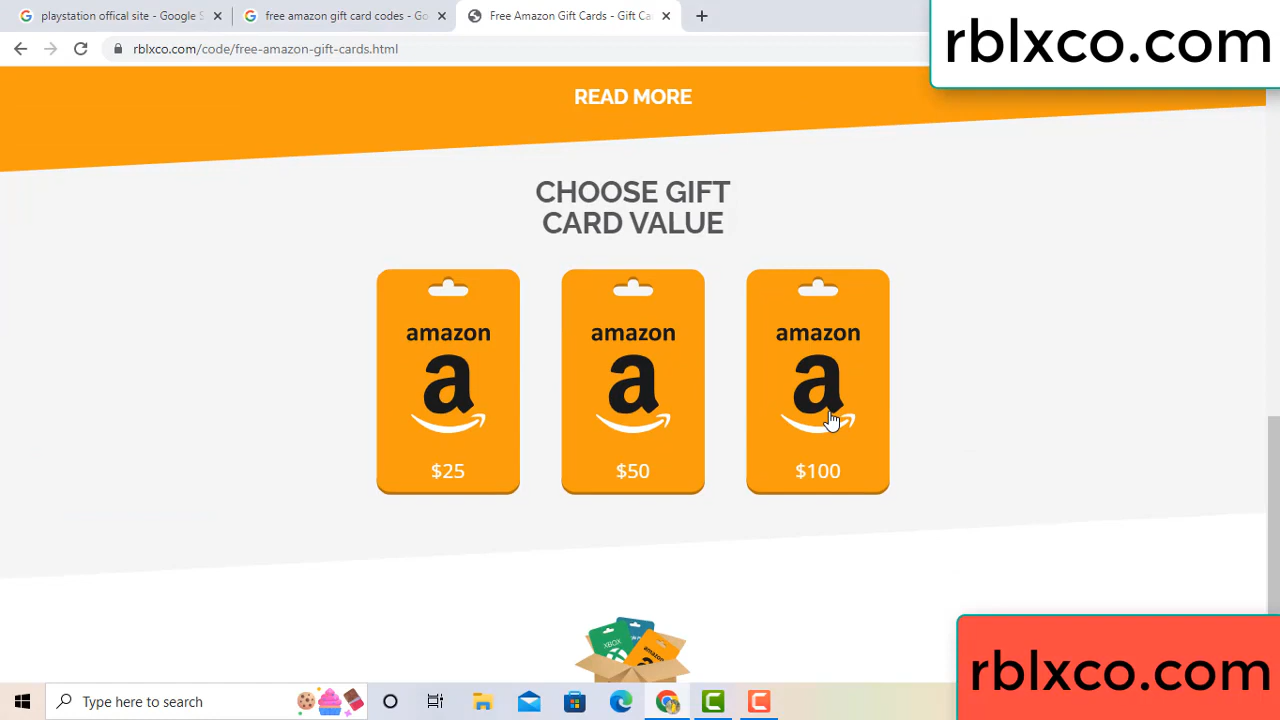 playstation offical site - Google S
free amazon gift card codes - Go
Free Amazon Gift Cards - Gift Ca
rblxco.com/code/free-amazon-gift-cards.html
rblxco.com
READ MORE
CHOOSE GIFT
CARD VALUE
amazon
a
$25
amazon
a
$50
amazon
a
$100
XBOX
amazon
rblxco.com
Type here to search